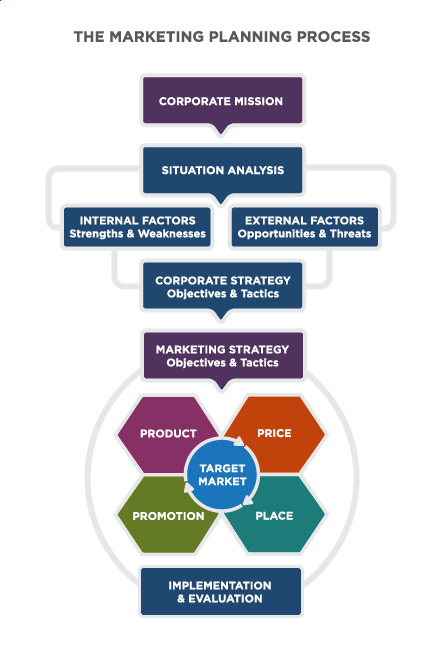 THE MARKETING PLANNING PROCESS
CORPORATE MISSION
SITUATION ANALYSIS
INTERNAL FACTORS
Strengths & Weaknesses
EXTERNAL FACTORS
Opportunities & Threats
CORPORATE STRATEGY
Objectives & Tactics
MARKETING STRATEGY
Objectives & Tactics
PRODUCT
PRICE
TARGET
MARKET
PROMOTION
PLACE
IMPLEMENTATION
& EVALUATION